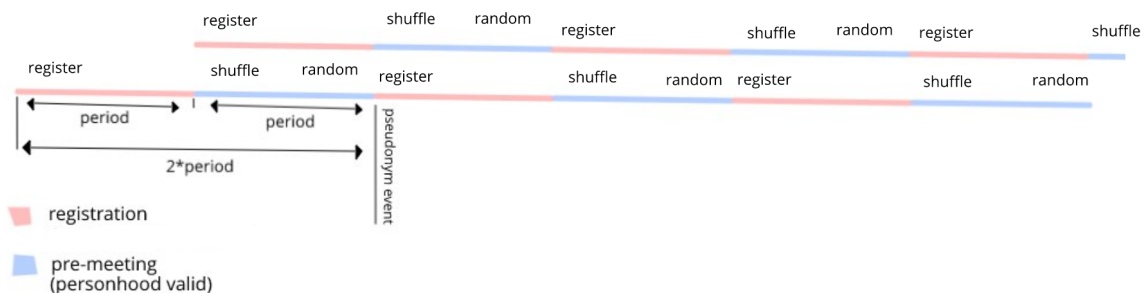 register shuffle random register shuffle random register shuffle
register shuffle random register shuffle random register shuffle random
period period
2*period
pseudonym event
registration
pre-meeting
(personhood valid)